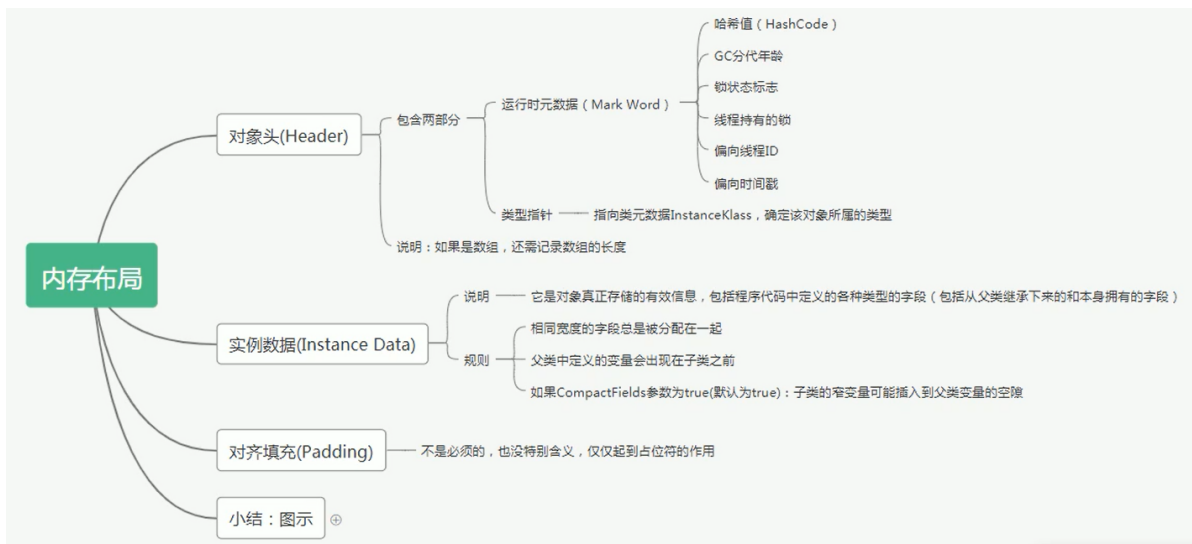 内存布局
对象头(Header)
包含两部分
运行时元数据（Mark Word）
哈希值（HashCode）
GC分代年龄
锁状态标志
线程持有的锁
偏向线程ID
偏向时间戳
类型指针
指向类元数据InstanceKlass，确定该对象所属的类型
说明：如果是数组，还需记录数组的长度
实例数据(Instance Data)
说明
它是对象真正存储的有效信息，包括程序代码中定义的各种类型的字段（包括从父类继承下来的和本身拥有的字段）
规则
相同宽度的字段总是被分配在一起
父类中定义的变量会出现在子类之前
如果CompactFields参数为true(默认为true)：子类的窄变量可能插入到父类变量的空隙
对齐填充(Padding)
不是必须的，也没特别含义，仅仅起到占位符的作用
小结：图示